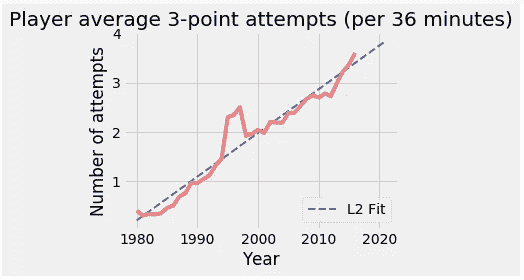 Player average 3-point attempts (per 36 minutes)
4
3
2
1
Number of attempts
L2 Fit
1980 1990 2000 2010 2020
Year